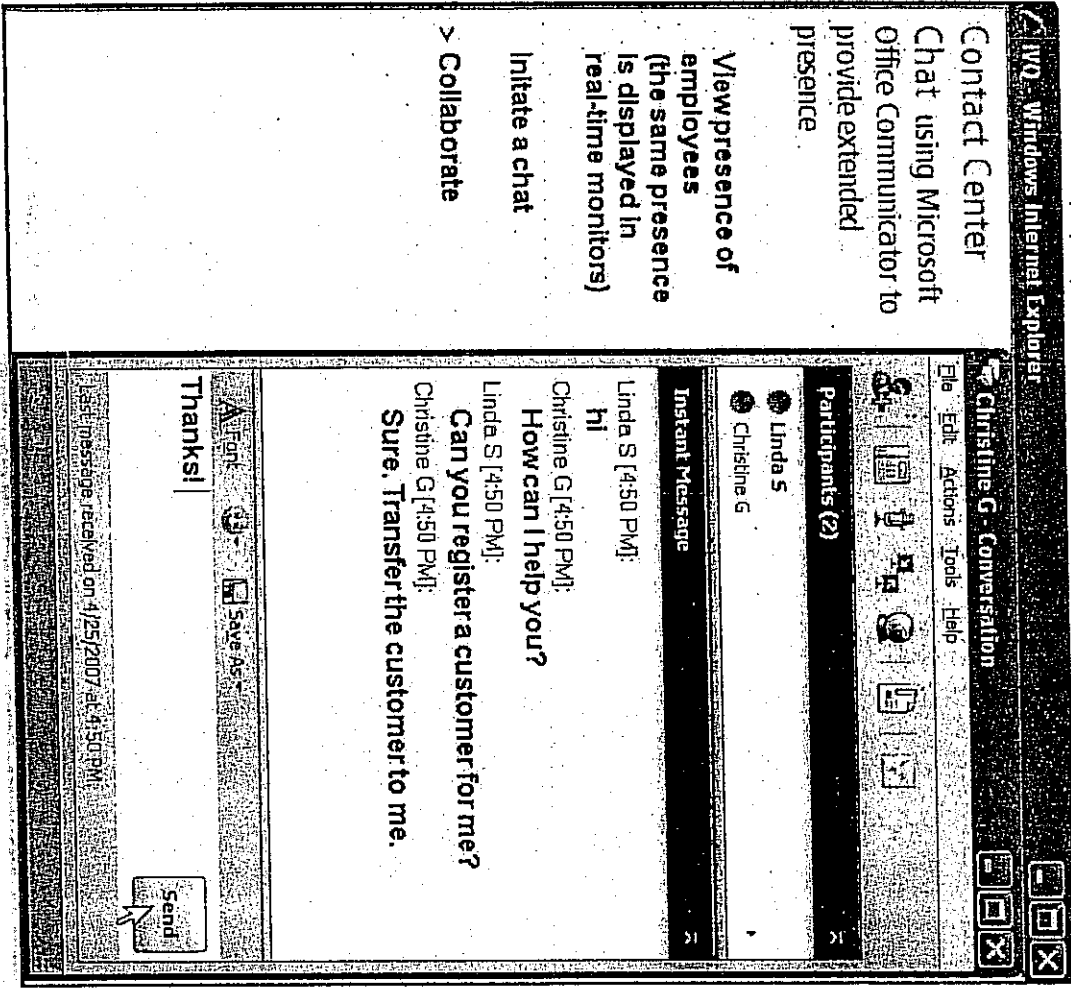 IVO - Windows Internet Explorer
Contact Center
Chat using Microsoft
Office Communicator to
provide extended
presence
View presence of
employees
(the same presence
is displayed in
real-time monitors)
Initate a chat
> Collaborate
Christine G - Conversation
File Edit Actions Tools Help
Participants (2)
Linda S
Christine G
Instant Message
Linda S [4:50 PM]:
hi
Christine G [4:50 PM]:
How can I help you?
Linda S [4:50 PM]:
Can you register a customer for me?
Christine G [4:50 PM]:
Sure. Transfer the customer to me.
A Font
Save As
Thanks!
Send
Last message received on 4/25/2007 at 4:50 PM.